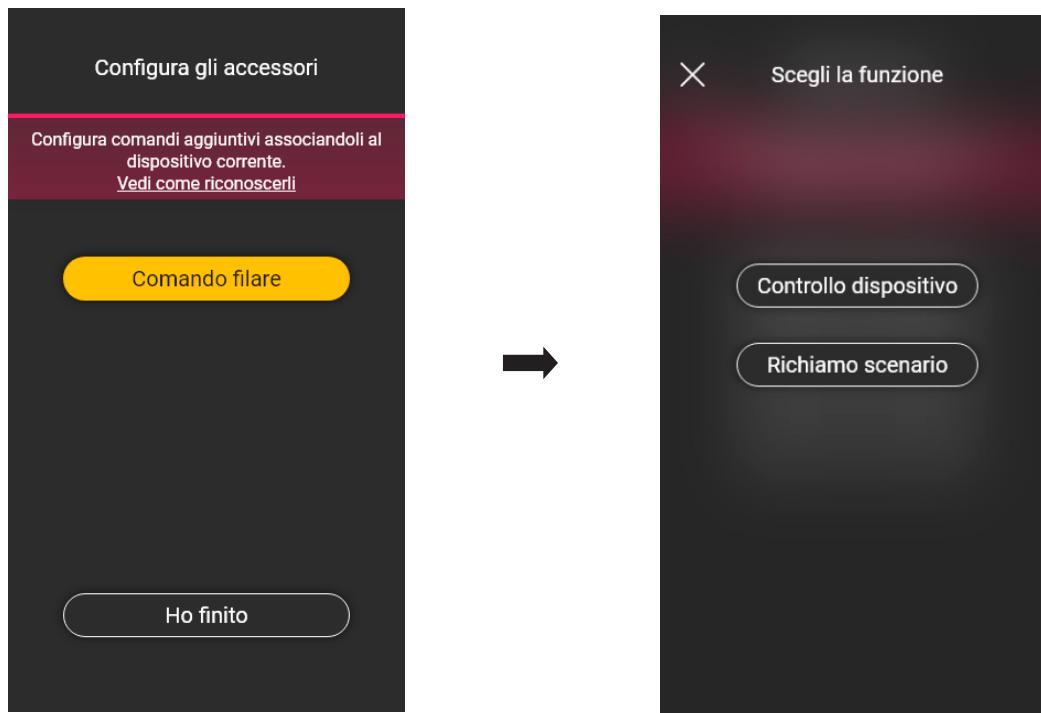 Configura gli accessori
Configura comandi aggiuntivi associandoli al
dispositivo corrente.
Vedi come riconoscerli
Comando filare
Ho finito
Scegli la funzione
Controllo dispositivo
Richiamo scenario